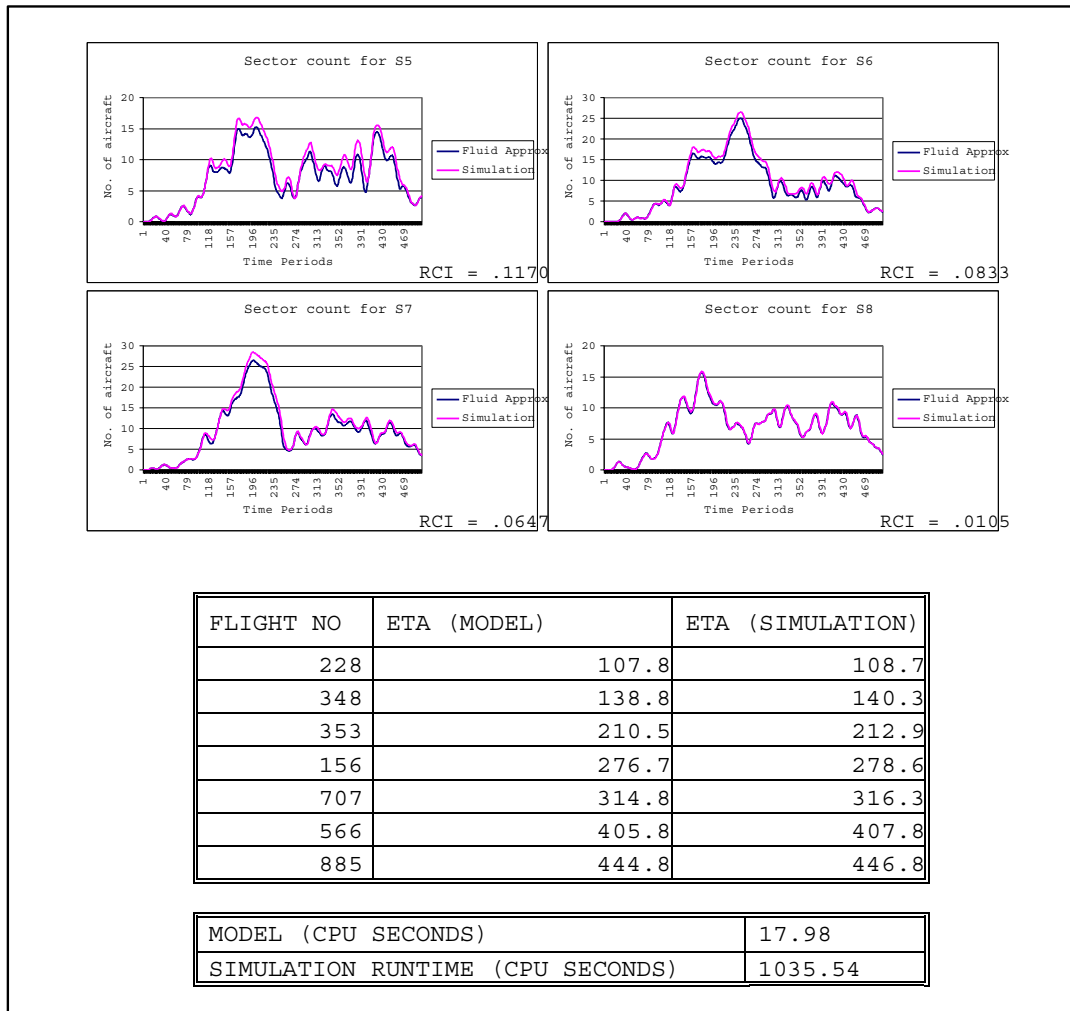 Sector count for S5
No. of aircraft
20
15
10
5
0
1 40 79 118 157 196 235 274 313 352 391 430 469
Time Periods
Fluid Approx
Simulation
RCI = .1170
Sector count for S6
No. of aircraft
30
25
20
15
10
5
0
1 40 79 118 157 196 235 274 313 352 391 430 469
Time Periods
Fluid Approx
Simulation
RCI = .0833
Sector count for S7
No. of aircraft
30
25
20
15
10
5
0
1 40 79 118 157 196 235 274 313 352 391 430 469
Time Periods
Fluid Approx
Simulation
RCI = .0647
Sector count for S8
No. of aircraft
20
15
10
5
0
1 40 79 118 157 196 235 274 313 352 391 430 469
Time Periods
Fluid Approx
Simulation
RCI = .0105
FLIGHT NO ETA (MODEL) ETA (SIMULATION)
228 107.8 108.7
348 138.8 140.3
353 210.5 212.9
156 276.7 278.6
707 314.8 316.3
566 405.8 407.8
885 444.8 446.8
MODEL (CPU SECONDS) 17.98
SIMULATION RUNTIME (CPU SECONDS) 1035.54